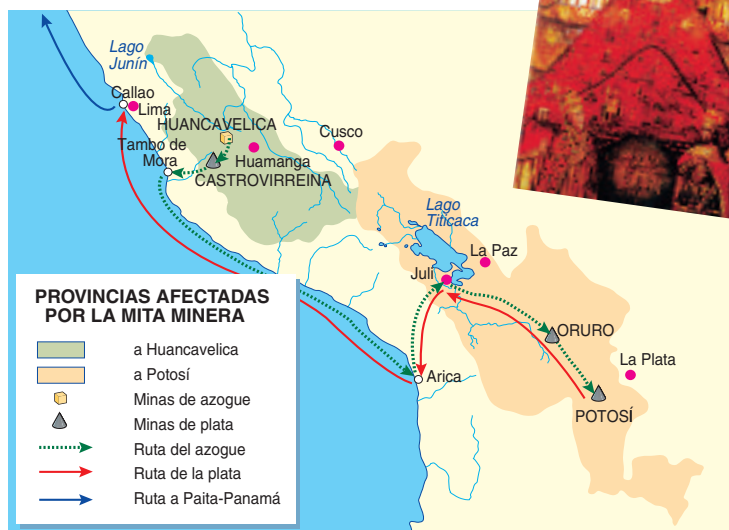 Lago
Junín
Callao
Lima
HUANCAVELICA
Cusco
Tambo de
Mora
Huamanga
CASTROVIRREINA
Lago
Titicaca
La Paz
Juli
ORURO
La Plata
Arica
POTOSÍ
PROVINCIAS AFECTADAS
POR LA MITA MINERA
a Huancavelica
a Potosí
Minas de azogue
Minas de plata
Ruta del azogue
Ruta de la plata
Ruta a Paita-Panamá